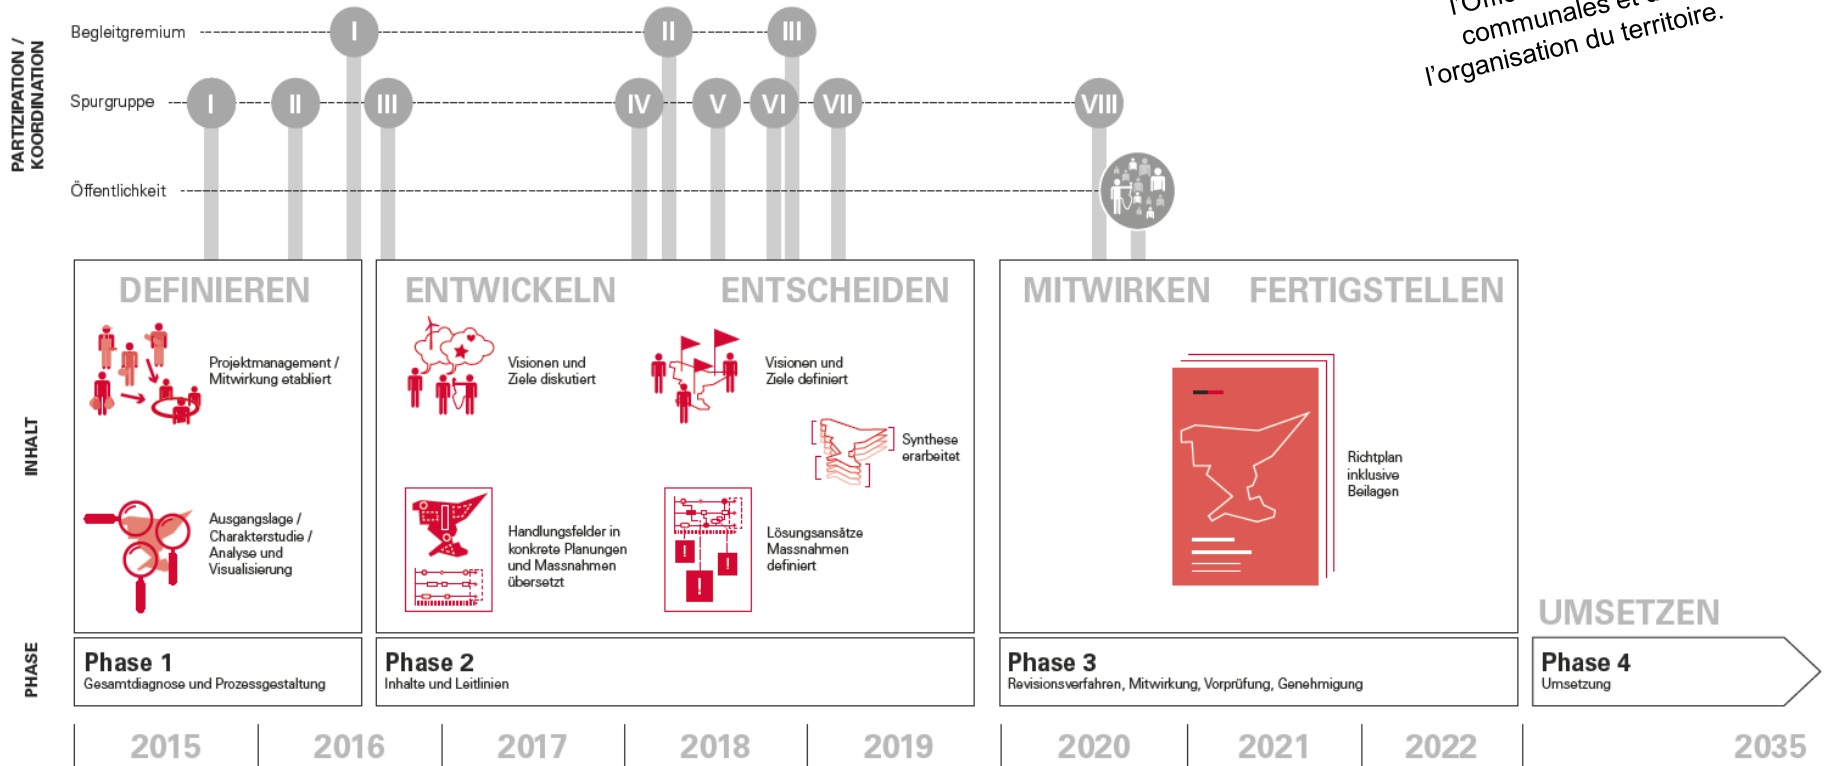 l'Offi
communales et d
l'organisation du territoire.
PARTIZIPATION /
KOORDINATION
Begleitgremium
I
II
III
Spurgruppe
I
II
III
IV
V
VI
VII
VIII
Öffentlichkeit
INHALT
DEFINIEREN
ENTWICKELN
ENTSCHEIDEN
MITWIRKEN
FERTIGSTELLEN
Projektmanagement /
Mitwirkung etabliert
Visionen und
Ziele diskutiert
Visionen und
Ziele definiert
Synthese
erarbeitet
Richtplan
inklusive
Beilagen
Ausgangslage /
Charakterstudie /
Analyse und
Visualisierung
Handlungsfelder in
konkrete Planungen
und Massnahmen
übersetzt
Lösungsansätze
Massnahmen
definiert
!
!
!
UMSETZEN
PHASE
Phase 1
Gesamtdiagnose und Prozessgestaltung
Phase 2
Inhalte und Leitlinien
Phase 3
Revisionsverfahren, Mitwirkung, Vorprüfung, Genehmigung
Phase 4
Umsetzung
2015
2016
2017
2018
2019
2020
2021
2022
2035